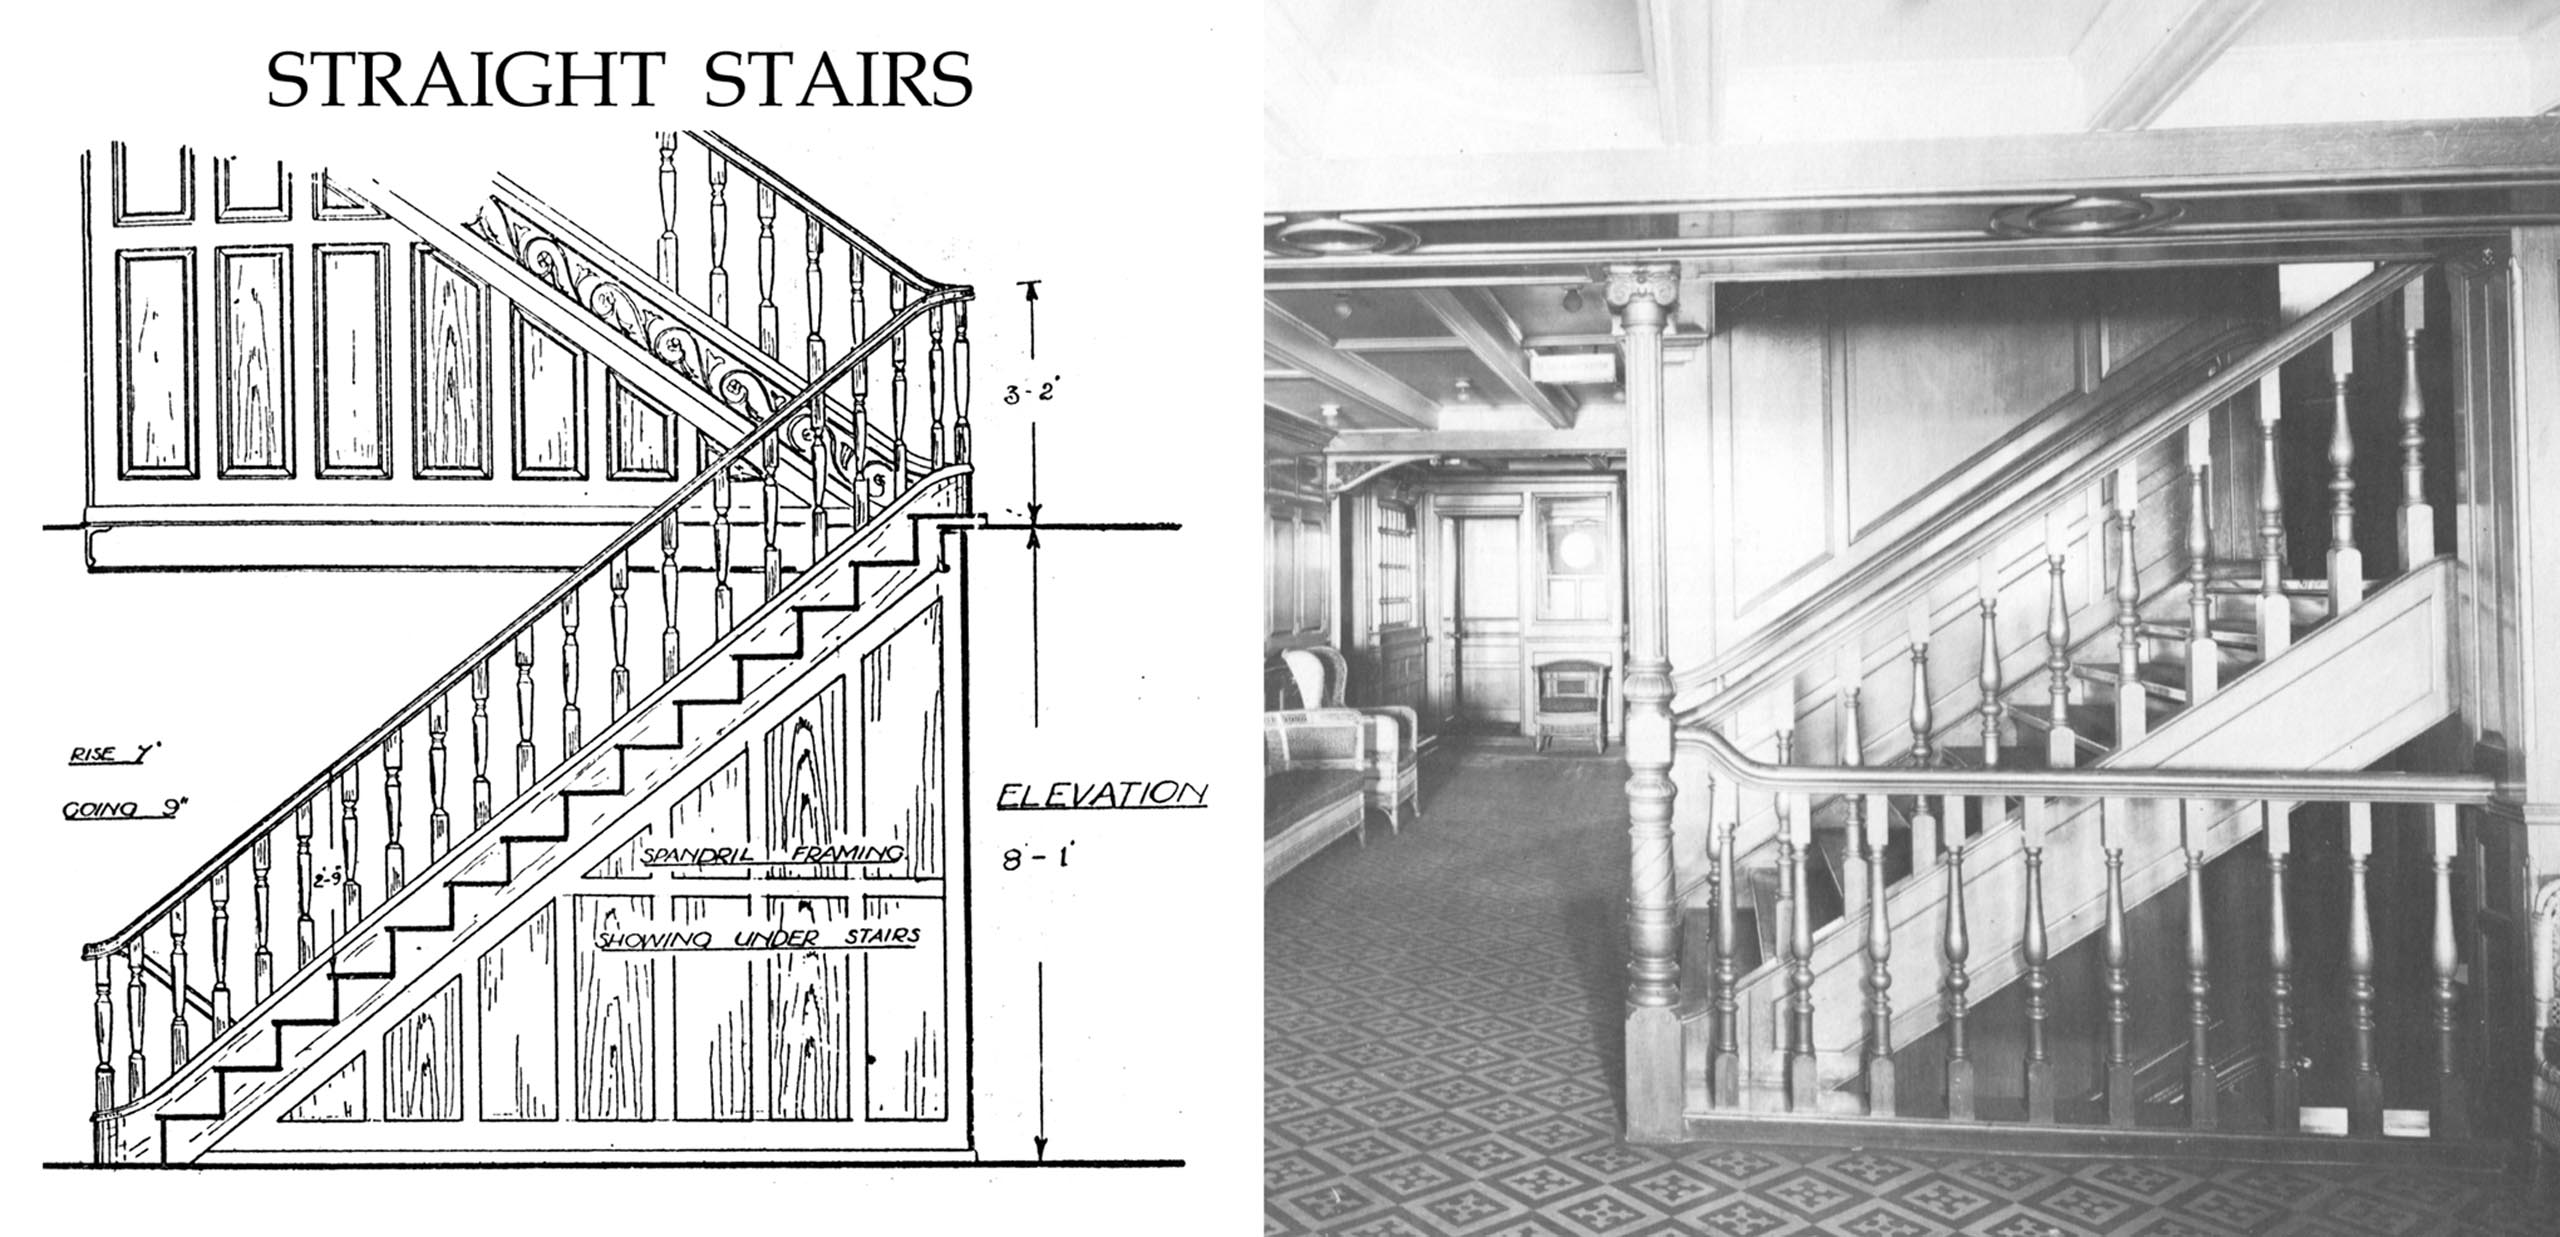 STRAIGHT STAIRS
3-2"
RISE 7"
GOING 9"
ELEVATION
8'-1"
2'-9"
SPANDRIL FRAMING
SHOWING UNDER STAIRS